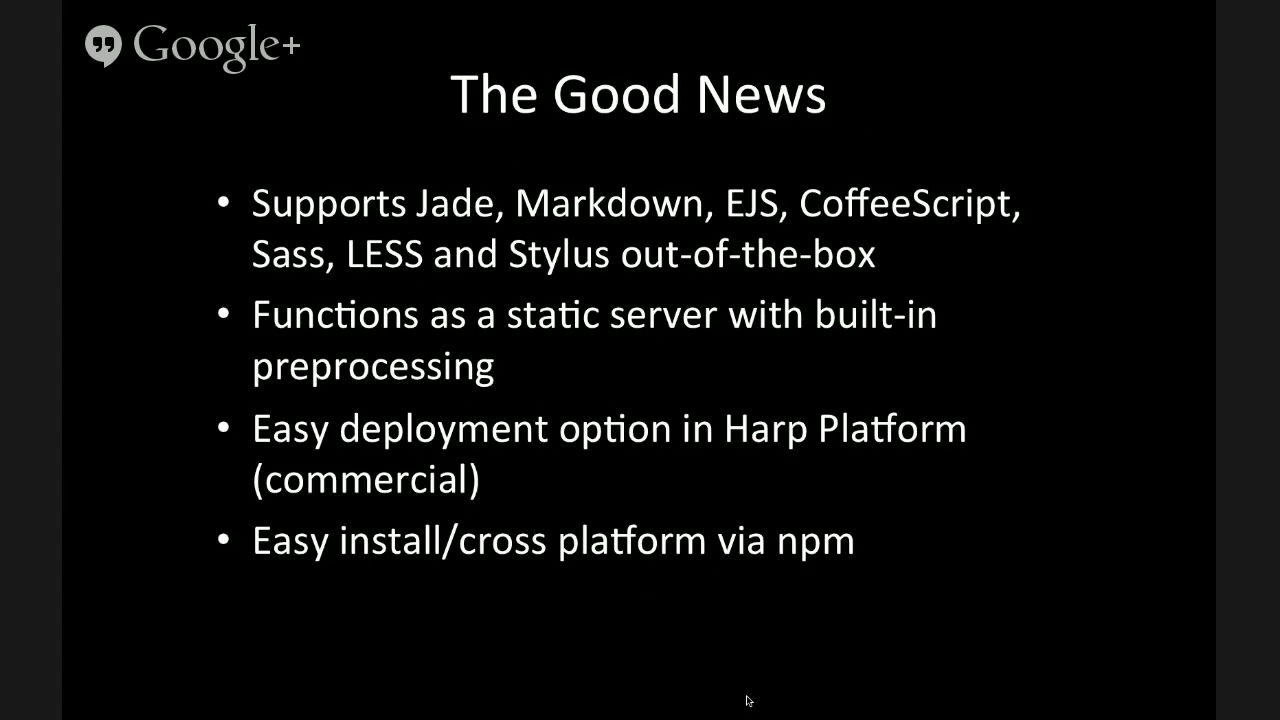 Google+
The Good News
• Supports Jade, Markdown, EJS, CoffeeScript,
Sass, LESS and Stylus out-of-the-box
• Functions as a static server with built-in
preprocessing
• Easy deployment option in Harp Platform
(commercial)
• Easy install/cross platform via npm